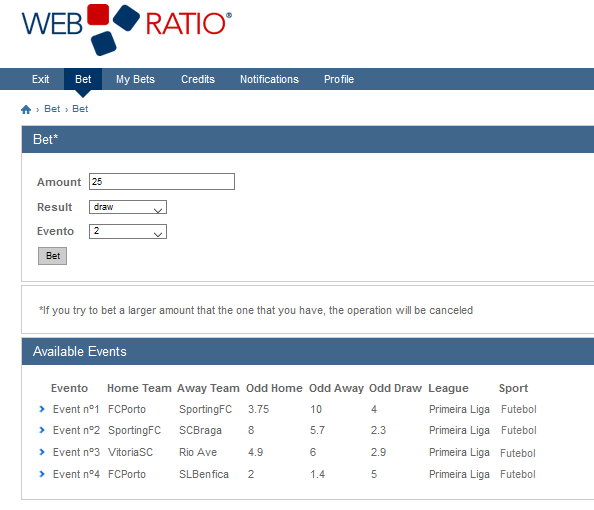 WEB RATIO®
Exit Bet My Bets Credits Notifications Profile
› Bet › Bet
Bet*
Amount 25
Result draw
Evento 2
Bet
*If you try to bet a larger amount that the one that you have, the operation will be canceled
Available Events
Evento Home Team Away Team Odd Home Odd Away Odd Draw League Sport
Event nº1 FCPorto SportingFC 3.75 10 4 Primeira Liga Futebol
Event nº2 SportingFC SCBraga 8 5.7 2.3 Primeira Liga Futebol
Event nº3 VitoriaSC Rio Ave 4.9 6 2.9 Primeira Liga Futebol
Event nº4 FCPorto SLBenfica 2 1.4 5 Primeira Liga Futebol